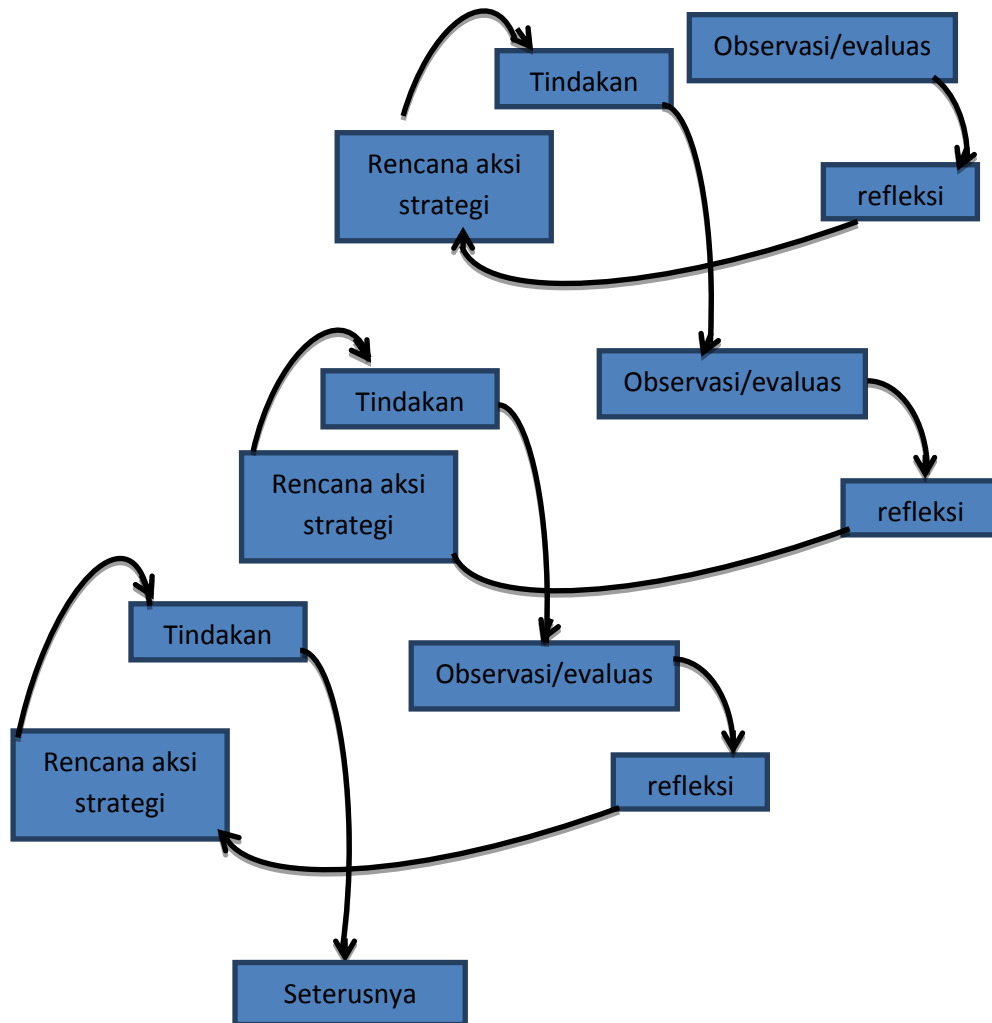 Observasi/evaluas
Tindakan
Rencana aksi
strategi
refleksi
Observasi/evaluas
Tindakan
Rencana aksi
strategi
refleksi
Tindakan
Observasi/evaluas
Rencana aksi
strategi
refleksi
Seterusnya